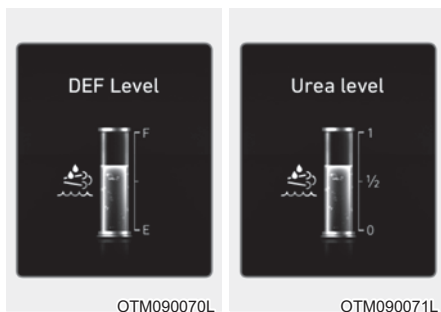 DEF Level
F
E
OTM090070L
Urea level
1
½
0
OTM090071L